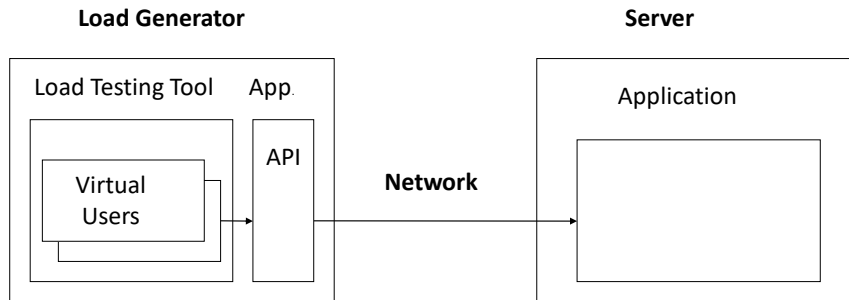 Load Generator
Server
Load Testing Tool
App.
Application
API
Virtual
Users
Network